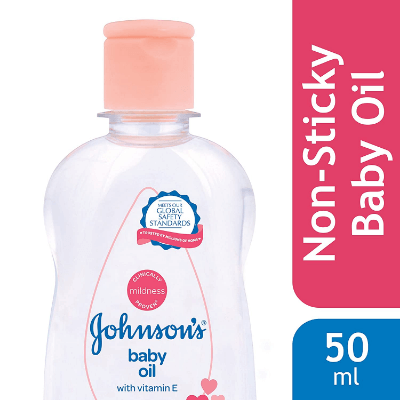 MEETS OUR
GLOBAL
SAFETY
STANDARDS
CLINICALLY
mildness
PROVEN*
Johnson's®
baby
oil
with vitamin E
Non-Sticky
Baby Oil
50
ml